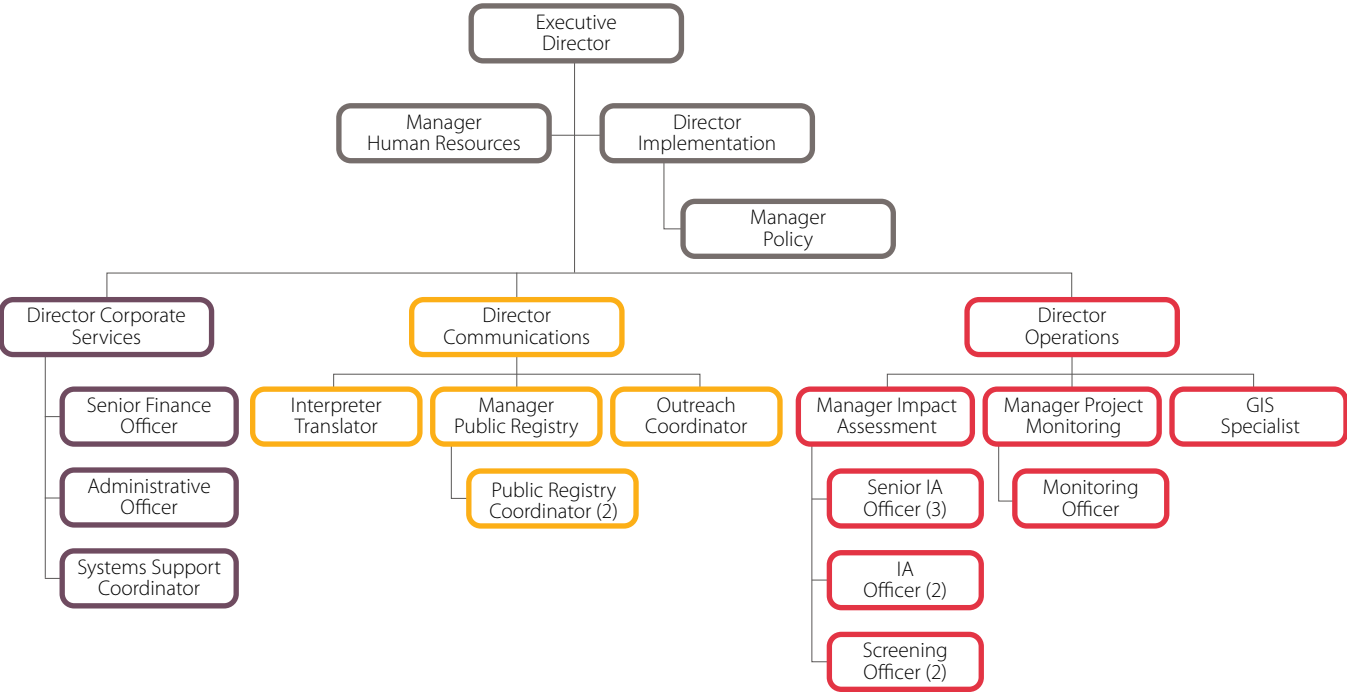 Executive
Director
Manager
Human Resources
Director
Implementation
Manager
Policy
Director Corporate
Services
Director
Communications
Director
Operations
Senior Finance
Officer
Administrative
Officer
Systems Support
Coordinator
Interpreter
Translator
Manager
Public Registry
Outreach
Coordinator
Public Registry
Coordinator (2)
Manager Impact
Assessment
Manager Project
Monitoring
GIS
Specialist
Senior IA
Officer (3)
Monitoring
Officer
IA
Officer (2)
Screening
Officer (2)